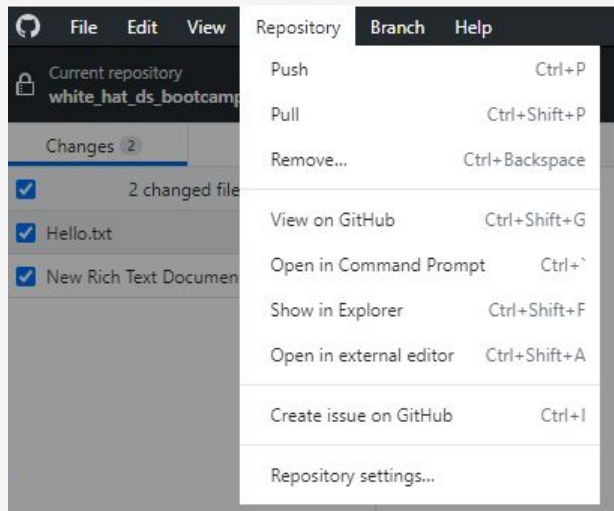 File Edit View Repository Branch Help
Current repository
white_hat_ds_bootcamp
Changes 2
2 changed file
Hello.txt
New Rich Text Documen
Push Ctrl+P
Pull Ctrl+Shift+P
Remove... Ctrl+Backspace
View on GitHub Ctrl+Shift+G
Open in Command Prompt Ctrl+`
Show in Explorer Ctrl+Shift+F
Open in external editor Ctrl+Shift+A
Create issue on GitHub Ctrl+I
Repository settings...